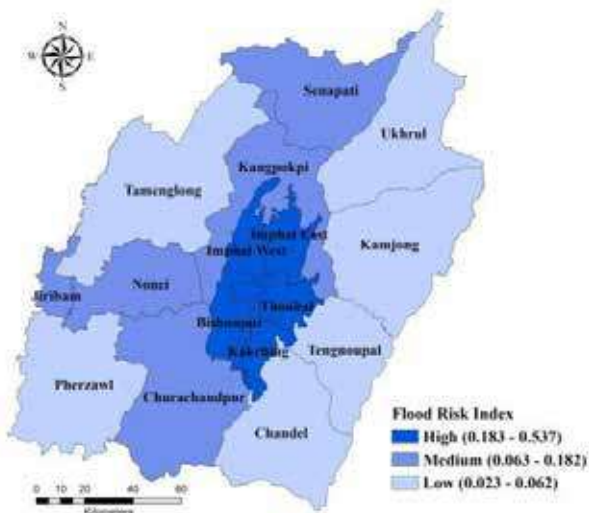 N
W E
S
Senapati
Ukhrul
Kangpokpi
Tamenglong
Imphal East
Imphal West
Kamjong
Noney
Jiribam
Thoubal
Bishnupur
Kakching
Tengnoupal
Pherzawl
Churachandpur
Chandel
Flood Risk Index
High (0.183 - 0.537)
Medium (0.063 - 0.182)
Low (0.023 - 0.062)
0 10 20 40 60
Kilometers